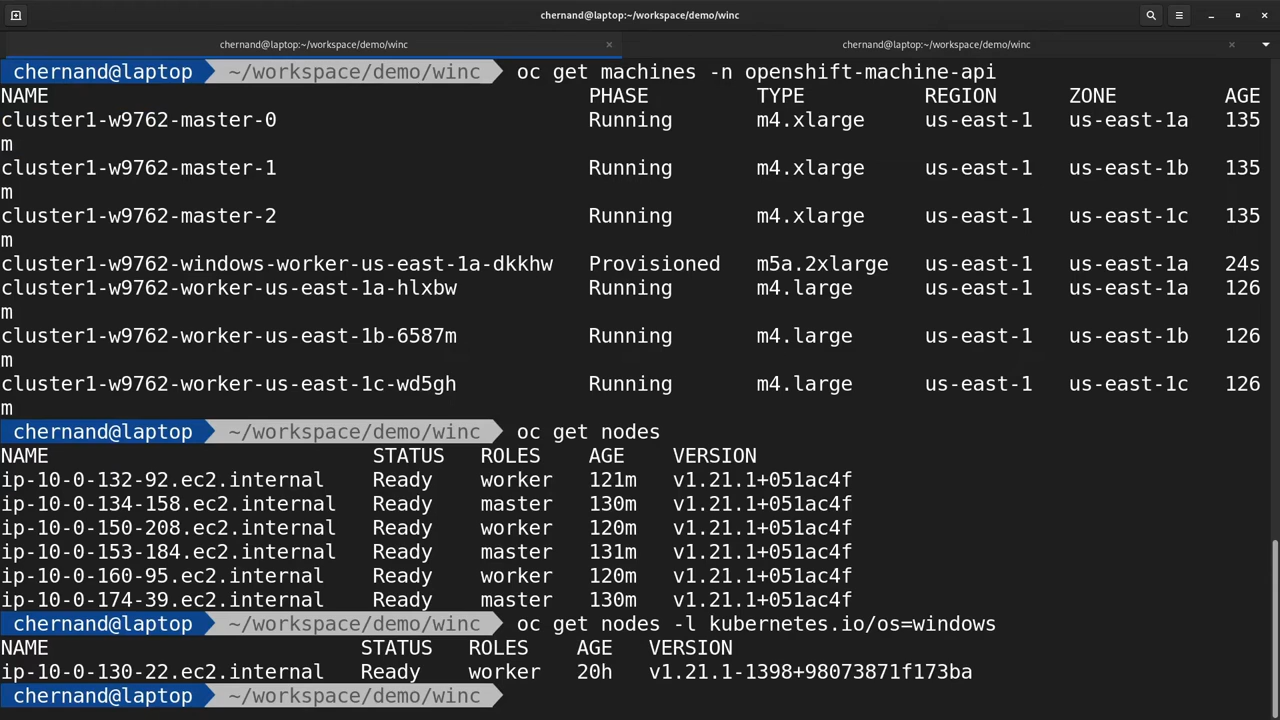 chernand@laptop:~/workspace/demo/winc
chernand@laptop:~/workspace/demo/winc
chernand@laptop:~/workspace/demo/winc
chernand@laptop ~/workspace/demo/winc oc get machines -n openshift-machine-api
NAME PHASE TYPE REGION ZONE AGE
cluster1-w9762-master-0 Running m4.xlarge us-east-1 us-east-1a 135
m
cluster1-w9762-master-1 Running m4.xlarge us-east-1 us-east-1b 135
m
cluster1-w9762-master-2 Running m4.xlarge us-east-1 us-east-1c 135
m
cluster1-w9762-windows-worker-us-east-1a-dkkhw Provisioned m5a.2xlarge us-east-1 us-east-1a 24s
cluster1-w9762-worker-us-east-1a-hlxbw Running m4.large us-east-1 us-east-1a 126
m
cluster1-w9762-worker-us-east-1b-6587m Running m4.large us-east-1 us-east-1b 126
m
cluster1-w9762-worker-us-east-1c-wd5gh Running m4.large us-east-1 us-east-1c 126
m
chernand@laptop ~/workspace/demo/winc oc get nodes
NAME STATUS ROLES AGE VERSION
ip-10-0-132-92.ec2.internal Ready worker 121m v1.21.1+051ac4f
ip-10-0-134-158.ec2.internal Ready master 130m v1.21.1+051ac4f
ip-10-0-150-208.ec2.internal Ready worker 120m v1.21.1+051ac4f
ip-10-0-153-184.ec2.internal Ready master 131m v1.21.1+051ac4f
ip-10-0-160-95.ec2.internal Ready worker 120m v1.21.1+051ac4f
ip-10-0-174-39.ec2.internal Ready master 130m v1.21.1+051ac4f
chernand@laptop ~/workspace/demo/winc oc get nodes -l kubernetes.io/os=windows
NAME STATUS ROLES AGE VERSION
ip-10-0-130-22.ec2.internal Ready worker 20h v1.21.1-1398+98073871f173ba
chernand@laptop ~/workspace/demo/winc